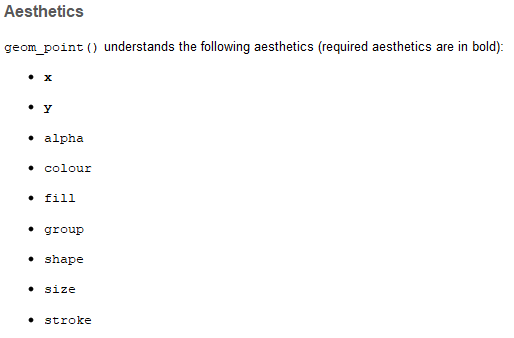 Aesthetics
geom_point() understands the following aesthetics (required aesthetics are in bold):
• x
• y
• alpha
• colour
• fill
• group
• shape
• size
• stroke